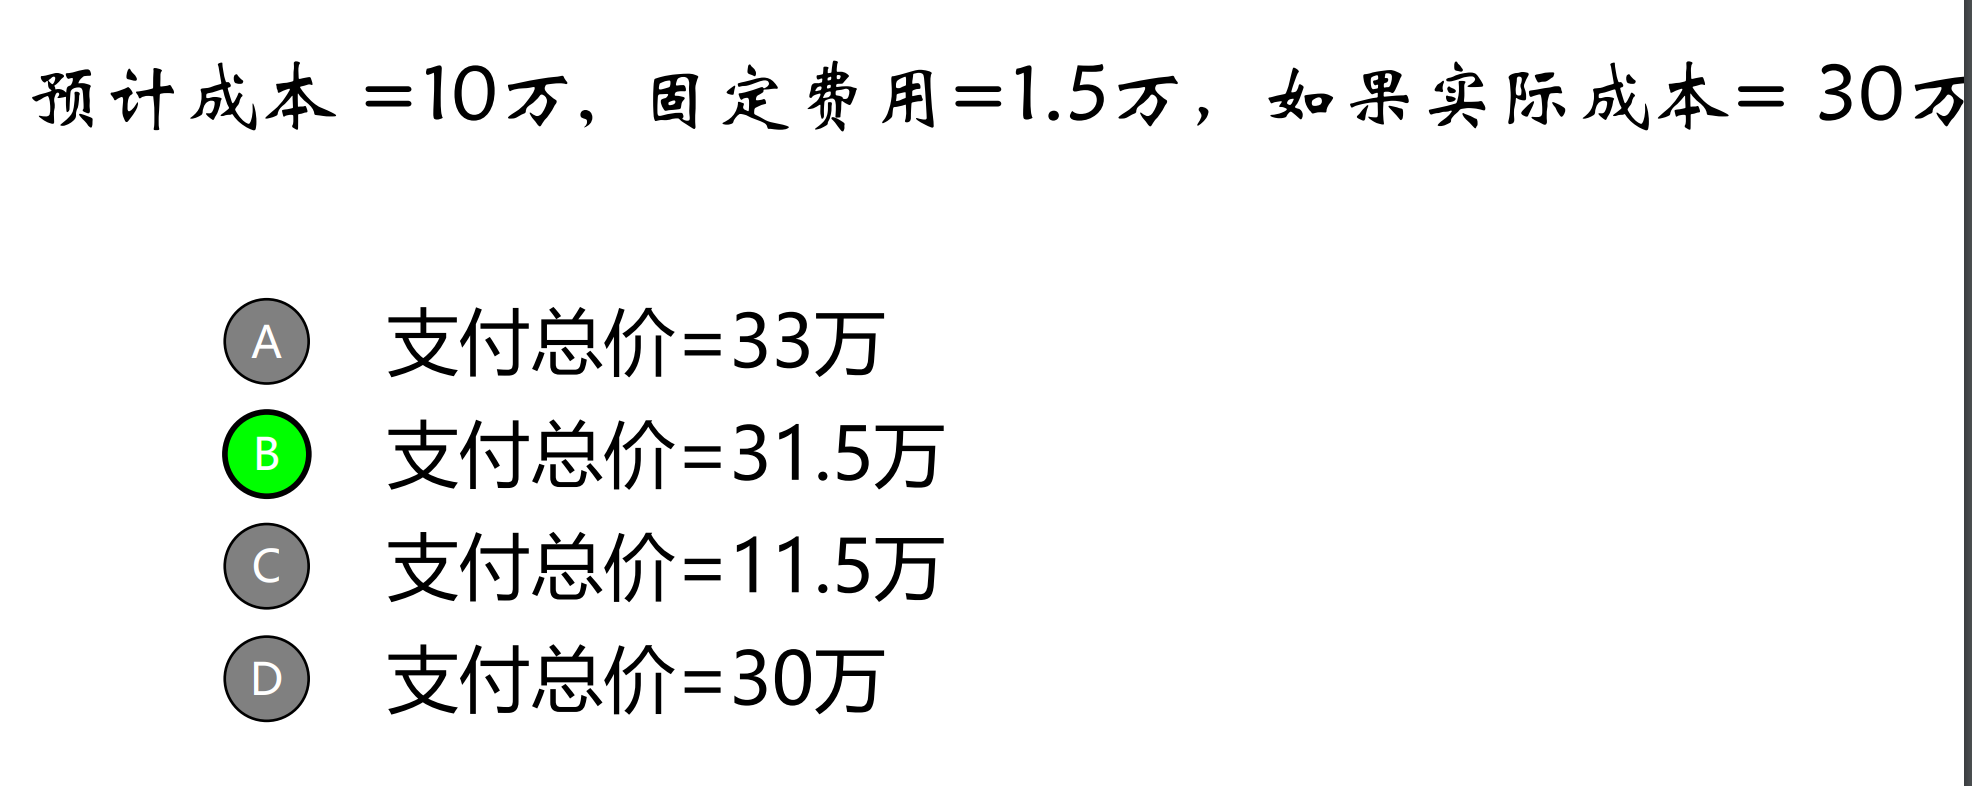 预计成本 =10万，固定费用=1.5万，如果实际成本= 30万
A 支付总价=33万
B 支付总价=31.5万
C 支付总价=11.5万
D 支付总价=30万